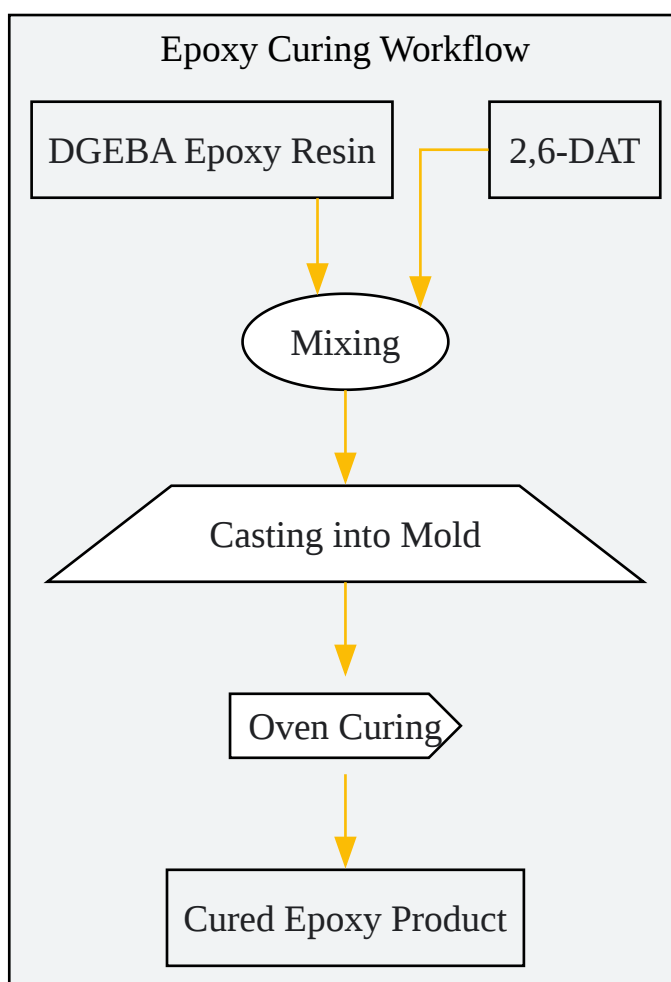 Epoxy Curing Workflow
DGEBA Epoxy Resin
2,6-DAT
Mixing
Casting into Mold
Oven Curing
Cured Epoxy Product